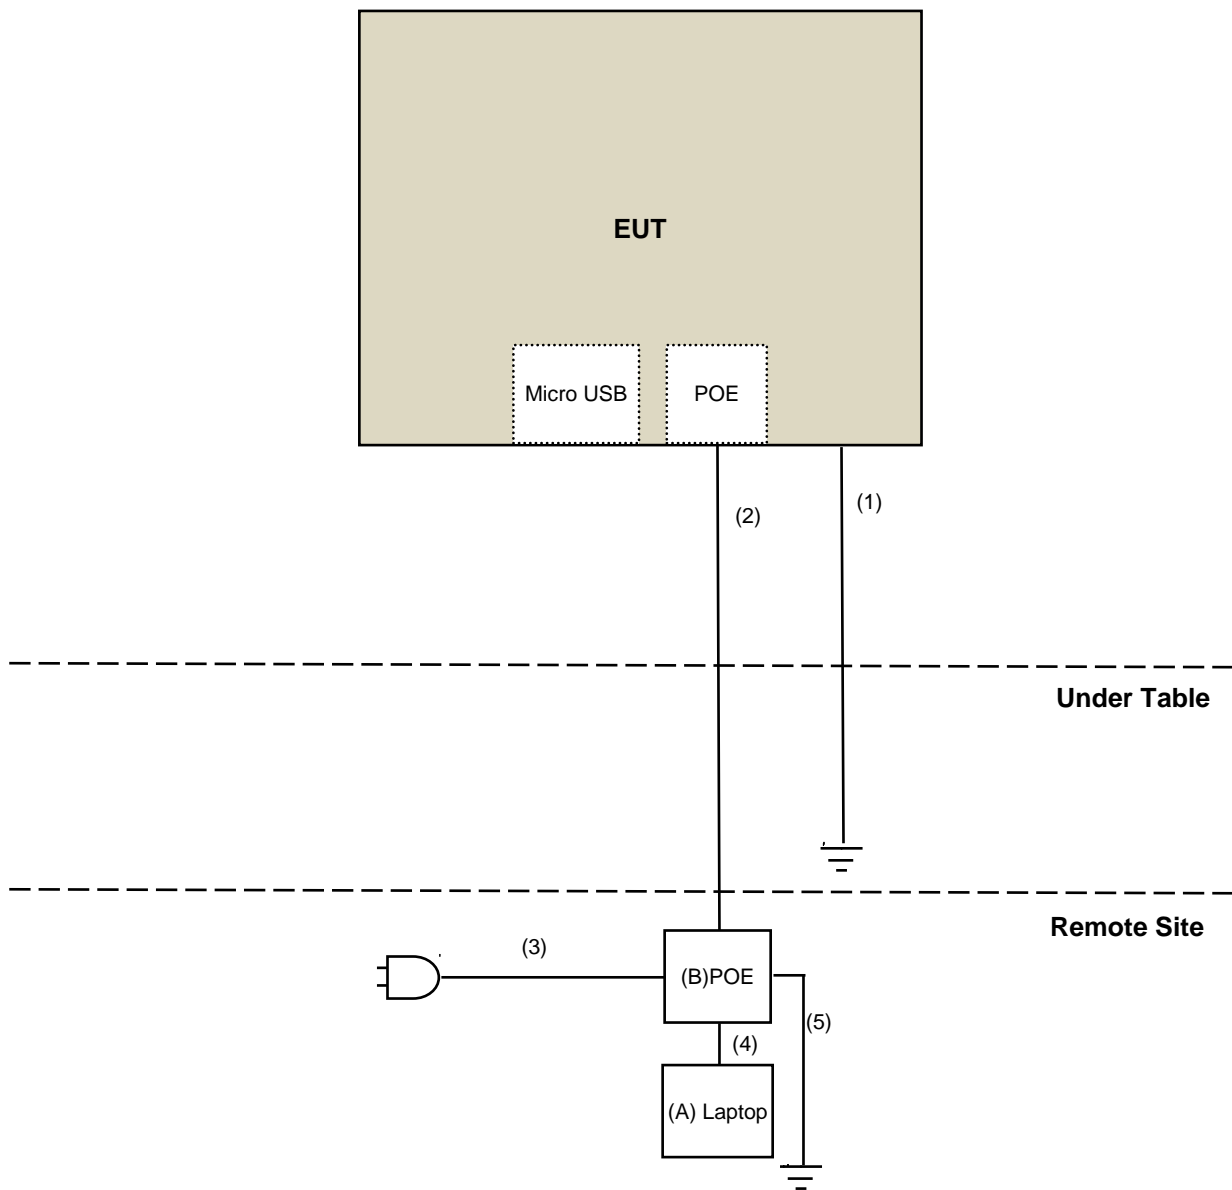 EUT
Micro USB
POE
(1)
(2)
Under Table
Remote Site
(3)
(B)POE
(5)
(4)
(A) Laptop